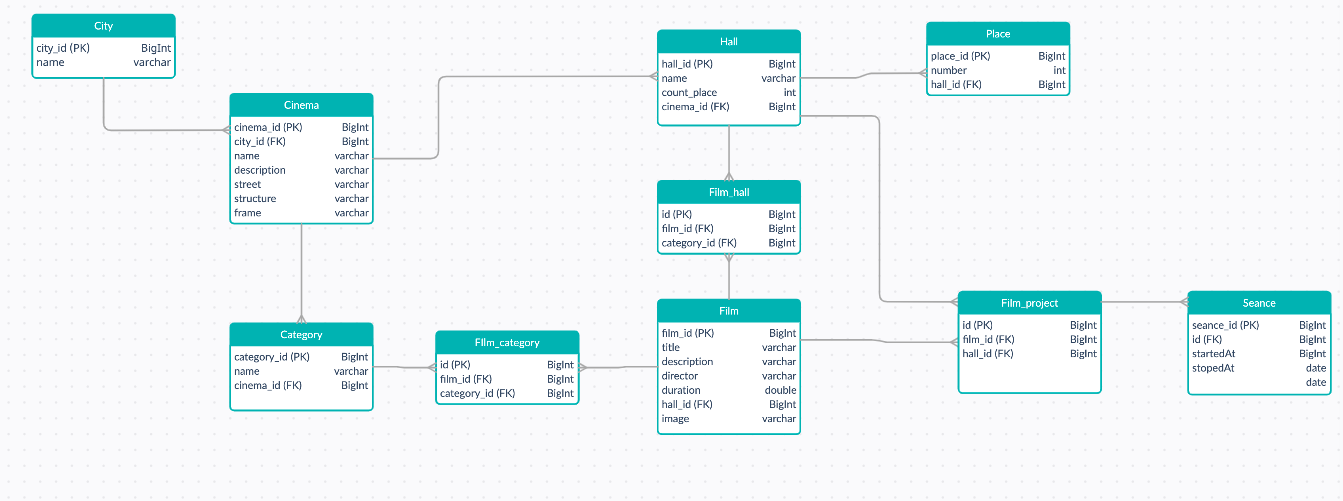 City
city_id (PK) BigInt
name varchar
Cinema
cinema_id (PK) BigInt
city_id (FK) BigInt
name varchar
description varchar
street varchar
structure varchar
frame varchar
Category
category_id (PK) BigInt
name varchar
cinema_id (FK) BigInt
FIlm_category
id (PK) BigInt
film_id (FK) BigInt
category_id (FK) BigInt
Hall
hall_id (PK) BigInt
name varchar
count_place int
cinema_id (FK) BigInt
Film_hall
id (PK) BigInt
film_id (FK) BigInt
category_id (FK) BigInt
Film
film_id (PK) BigInt
title varchar
description varchar
director varchar
duration double
hall_id (FK) BigInt
image varchar
Place
place_id (PK) BigInt
number int
hall_id (FK) BigInt
Film_project
id (PK) BigInt
film_id (FK) BigInt
hall_id (FK) BigInt
Seance
seance_id (PK) BigInt
id (FK) BigInt
startedAt BigInt
stopedAt date
date